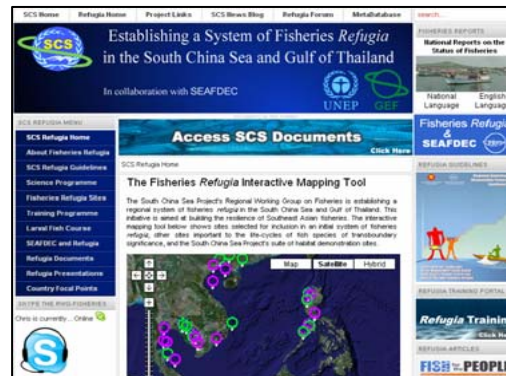 SCS Home
Refugia Home
Project Links
SCS News Blog
Refugia Forum
MetaDatabase
search...
SCS
Establishing a System of Fisheries Refugia
in the South China Sea and Gulf of Thailand
In collaboration with SEAFDEC
UNEP
GEF
FISHERIES REPORTS
National Reports on the
Status of Fisheries
National
Language
English
Language
Fisheries Refugia
&
SEAFDEC
SCS REFUGIA MENU
SCS Refugia Home
About Fisheries Refugia
SCS Refugia Guidelines
Science Programme
Fisheries Refugia Sites
Training Programme
Larval Fish Course
SEAFDEC and Refugia
Refugia Documents
Refugia Presentations
Country Focal Points
SKYPE THE RWG-FISHERIES
Chris is currently... Online
Access SCS Documents
Click Here
SCS Refugia Home
The Fisheries Refugia Interactive Mapping Tool
The South China Sea Project's Regional Working Group on Fisheries is establishing a
regional system of fisheries refugia in the South China Sea and Gulf of Thailand. This
initiative is aimed at building the resilience of Southeast Asian fisheries. The interactive
mapping tool below shows sites selected for inclusion in an initial system of fisheries
refugia, other sites important to the life-cycles of fish species of transboundary
significance, and the South China Sea Project's suite of habitat demonstration sites.
Map
Satellite
Hybrid
REFUGIA GUIDELINES
REFUGIA TRAINING PORTAL
Refugia Training
Click He
REFUGIA ARTICLES
FISH for the PEOPLE